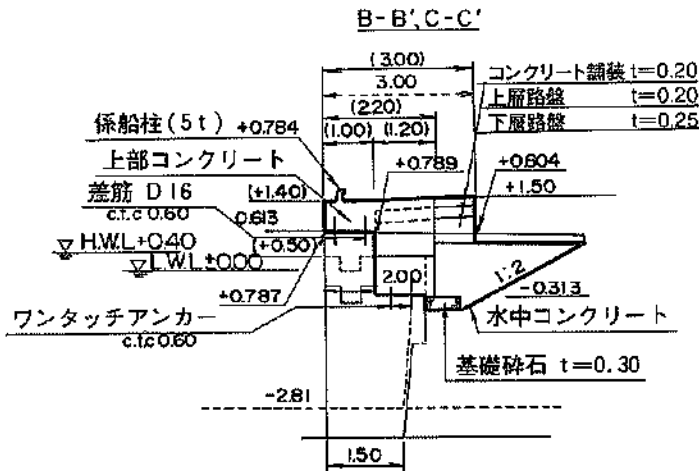 B-B', C-C'
(3.00)
3.00
(2.20)
(1.00) (1.20)
コンクリート舗装 t=0.20
上層路盤 t=0.20
下層路盤 t=0.25
係船柱(5t) +0.784
上部コンクリート
+0.789
+0.604
差筋 D16 (+1.40)
+1.50
c.t.c 0.60 0.613
H.W.L+0.40 (+0.50)
L.W.L±0.00
+0.787
2.00
1:2
-0.313
ワンタッチアンカー
c.t.c 0.60
水中コンクリート
基礎砕石 t=0.30
-2.81
1.50